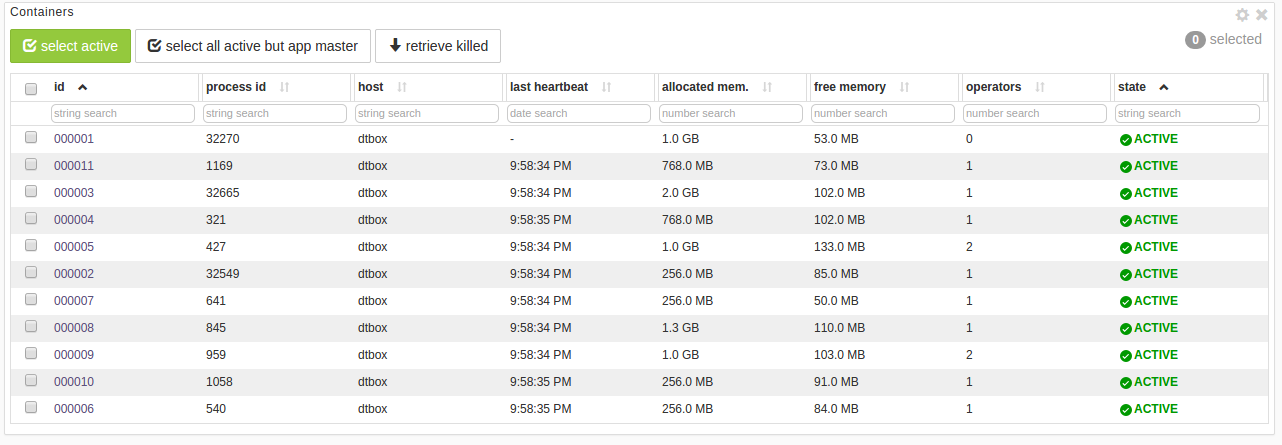 Containers
select active select all active but app master retrieve killed 0 selected
id process id host last heartbeat allocated mem. free memory operators state
string search string search string search date search number search number search number search string search
000001 32270 dtbox - 1.0 GB 53.0 MB 0 ACTIVE
000011 1169 dtbox 9:58:34 PM 768.0 MB 73.0 MB 1 ACTIVE
000003 32665 dtbox 9:58:34 PM 2.0 GB 102.0 MB 1 ACTIVE
000004 321 dtbox 9:58:35 PM 768.0 MB 102.0 MB 1 ACTIVE
000005 427 dtbox 9:58:34 PM 1.0 GB 133.0 MB 2 ACTIVE
000002 32549 dtbox 9:58:34 PM 256.0 MB 85.0 MB 1 ACTIVE
000007 641 dtbox 9:58:34 PM 256.0 MB 50.0 MB 1 ACTIVE
000008 845 dtbox 9:58:34 PM 1.3 GB 110.0 MB 1 ACTIVE
000009 959 dtbox 9:58:34 PM 1.0 GB 103.0 MB 2 ACTIVE
000010 1058 dtbox 9:58:35 PM 256.0 MB 91.0 MB 1 ACTIVE
000006 540 dtbox 9:58:35 PM 256.0 MB 84.0 MB 1 ACTIVE